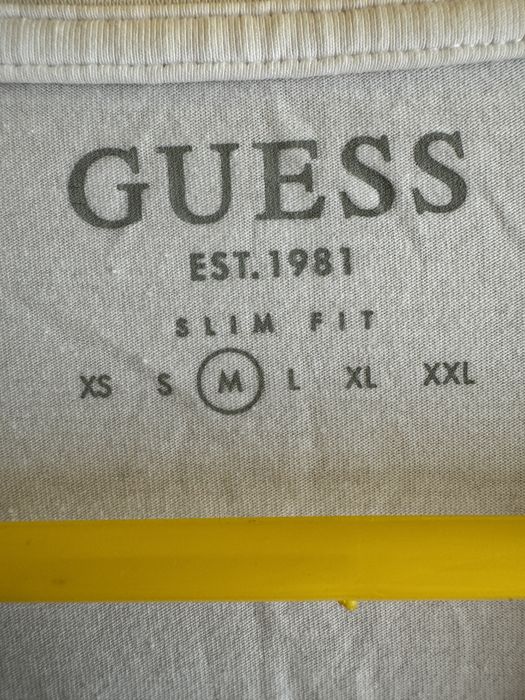 GUESS
EST. 1981
SLIM FIT
XS S M L XL XXL